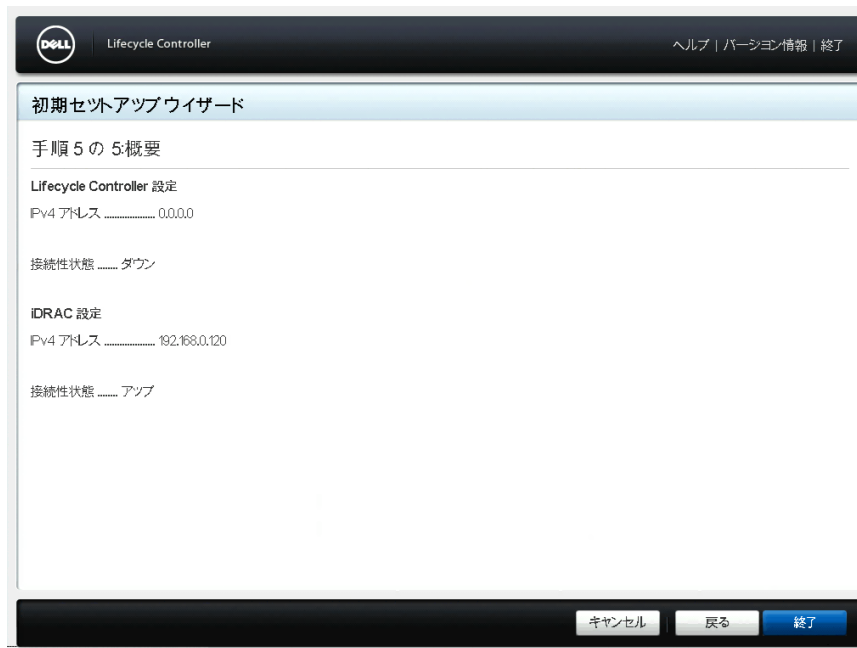 DELL
Lifecycle Controller
ヘルプ | バージョン情報 | 終了
初期セットアップウィザード
手順 5 の 5:概要
Lifecycle Controller 設定
IPv4 アドレス .................. 0.0.0.0
接続性状態 ....... ダウン
iDRAC 設定
IPv4 アドレス .................. 192.168.0.120
接続性状態 ....... アップ
キャンセル
戻る
終了